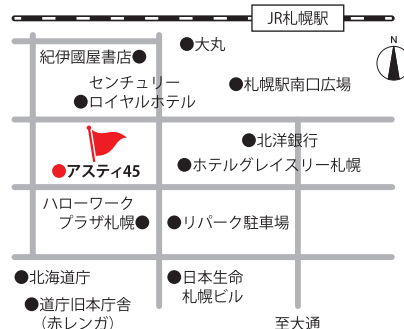 JR札幌駅
N
●大丸
紀伊國屋書店●
センチュリー
●ロイヤルホテル
●札幌駅南口広場
●北洋銀行
●ホテルグレイスリー札幌
●アスティ45
ハローワーク
プラザ札幌●
●リパーク駐車場
●北海道庁
●日本生命
札幌ビル
●道庁旧本庁舎
(赤レンガ)
至大通